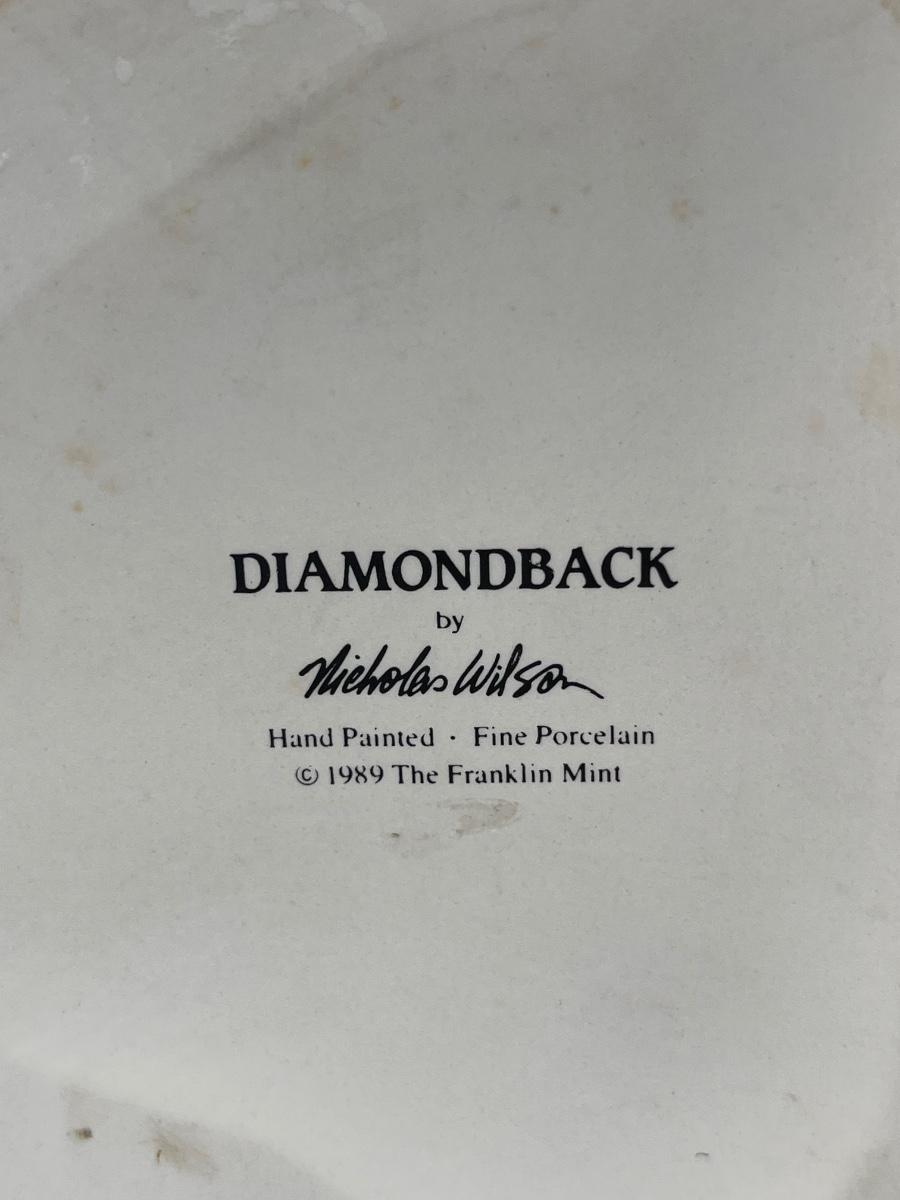 DIAMONDBACK
by
Nicholas Wilson
Hand Painted · Fine Porcelain
© 1989 The Franklin Mint